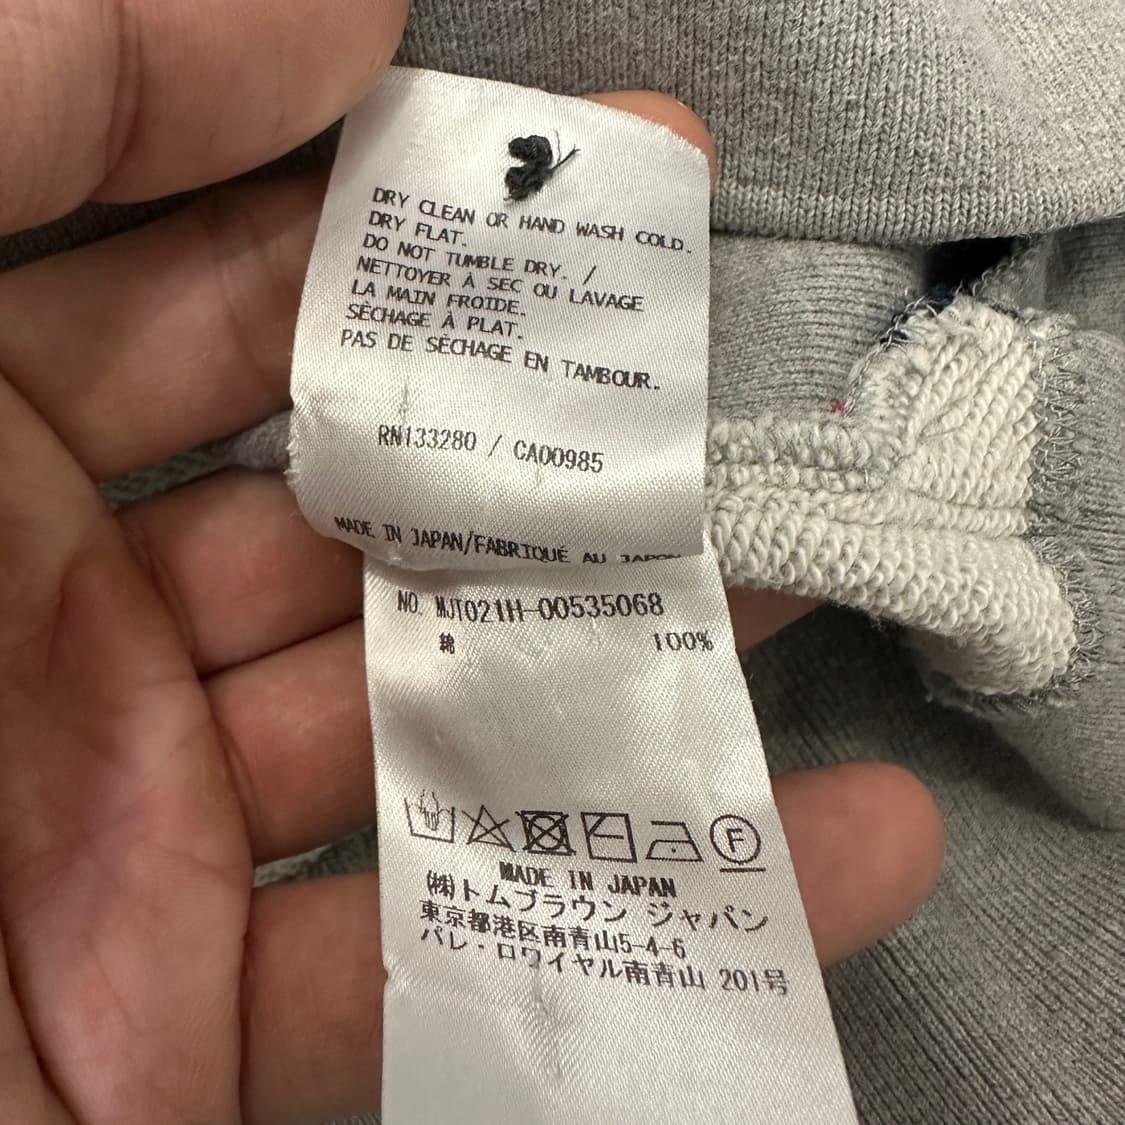 DRY CLEAN OR HAND WASH COLD.
DRY FLAT.
DO NOT TUMBLE DRY. /
NETTOYER À SEC OU LAVAGE
LA MAIN FROIDE.
SÉCHAGE À PLAT.
PAS DE SÉCHAGE EN TAMBOUR.
RN133280 / CA00985
MADE IN JAPAN/FABRIQUÉ AU JAPON
NO. MJT021H-00535068
綿 100%
F
MADE IN JAPAN
(株)トムブラウン ジャパン
東京都港区南青山5-4-6
パレ・ロワイヤル南青山 201号